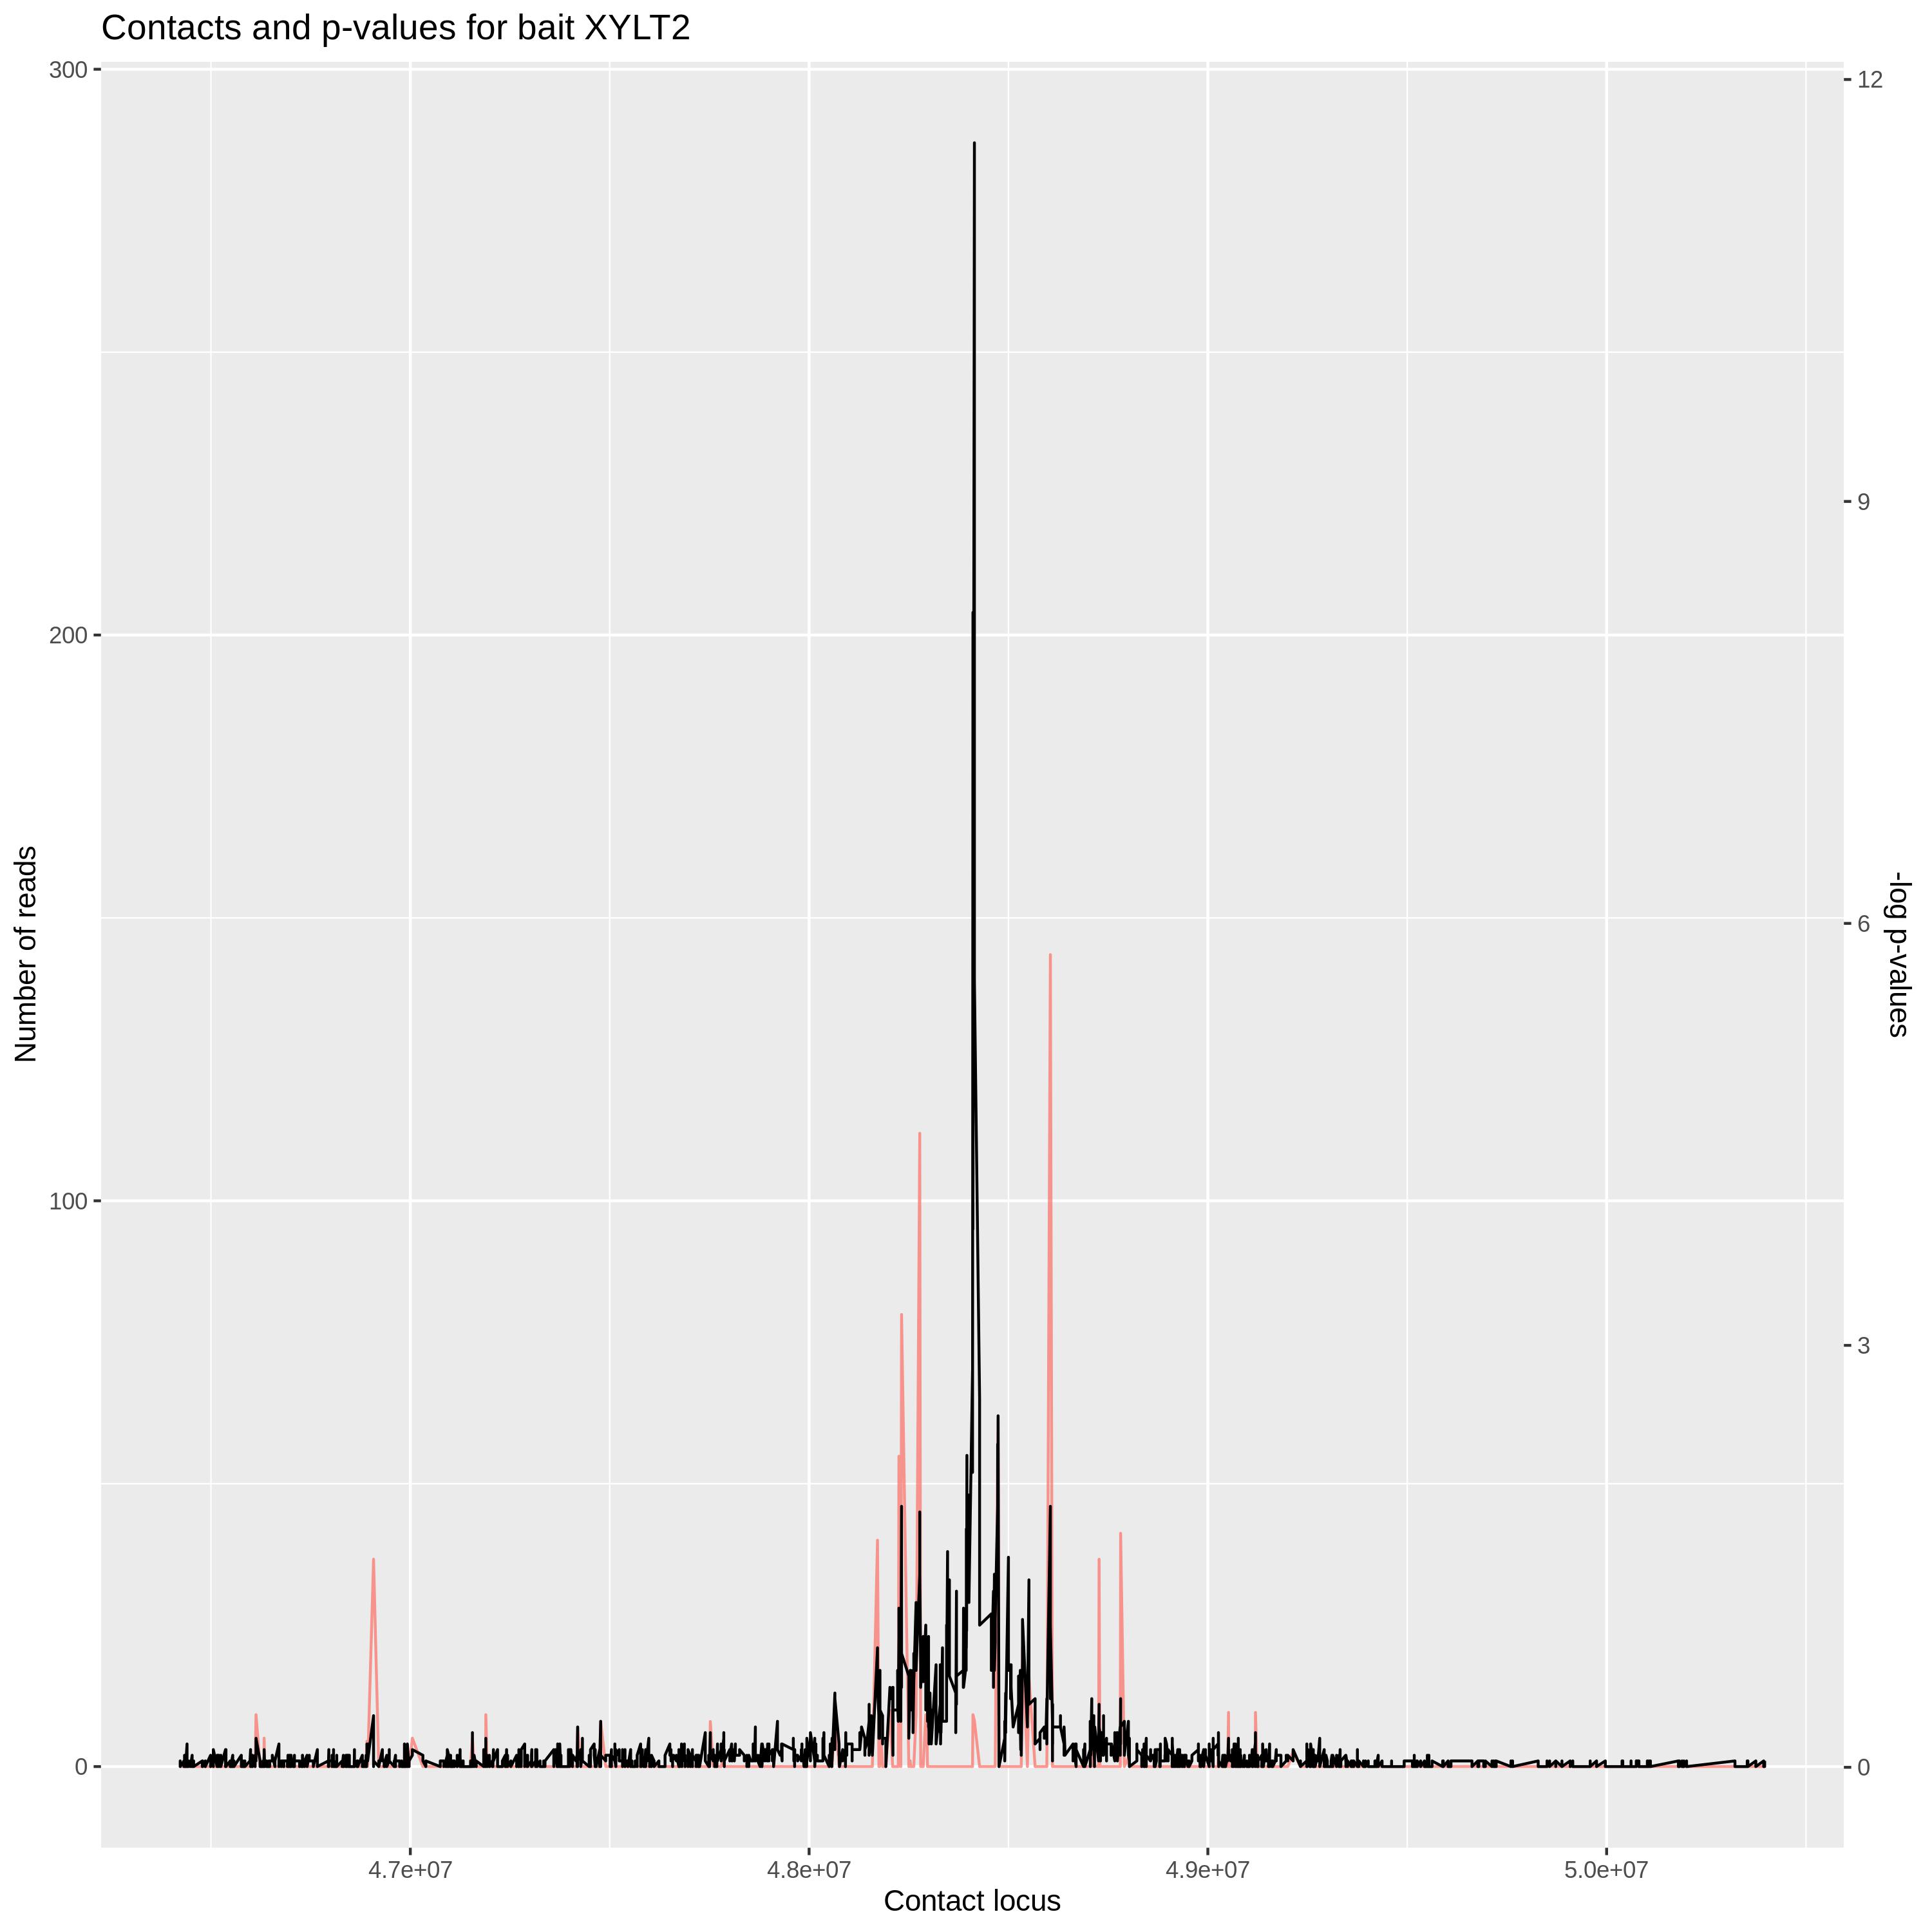 Contacts and p-values for bait XYLT2
300
200
100
0
Number of reads
12
9
6
3
0
-log p-values
4.7e+07
4.8e+07
4.9e+07
5.0e+07
Contact locus